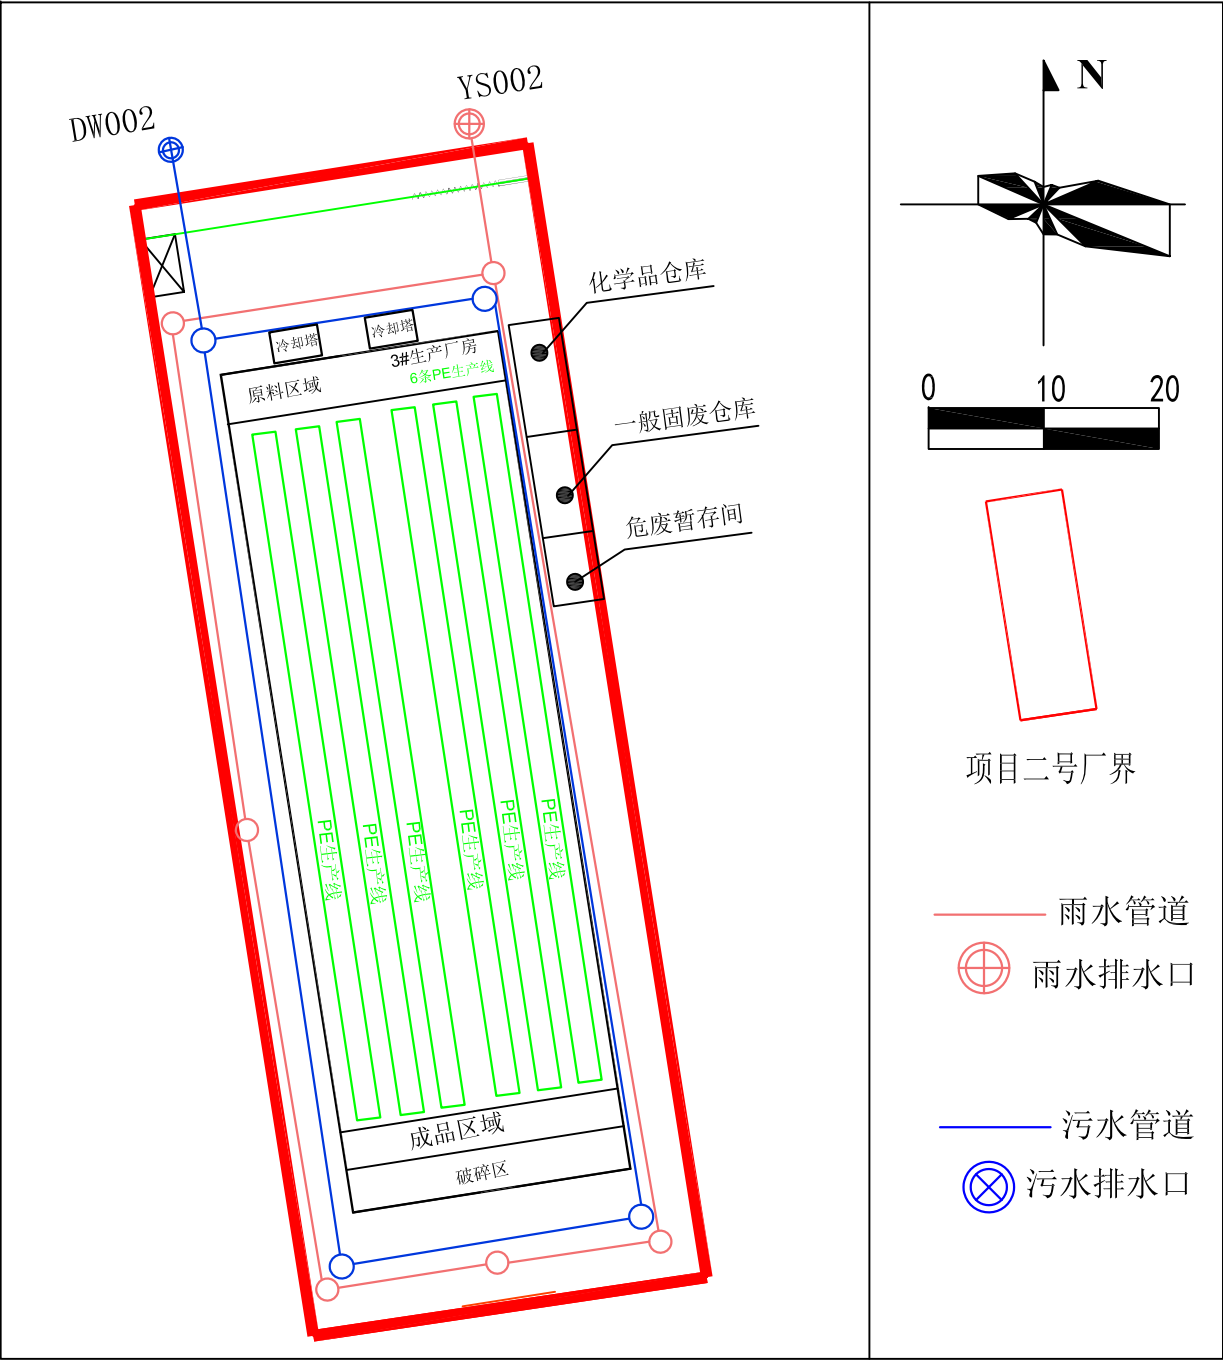 YS002
DW002
化学品仓库
冷却塔
冷却塔
3#生产厂房
6条PE生产线
原料区域
一般固废仓库
危废暂存间
PE生产线
PE生产线
PE生产线
PE生产线
PE生产线
PE生产线
成品区域
破碎区
N
0 10 20
项目二号厂界
雨水管道
雨水排水口
污水管道
污水排水口